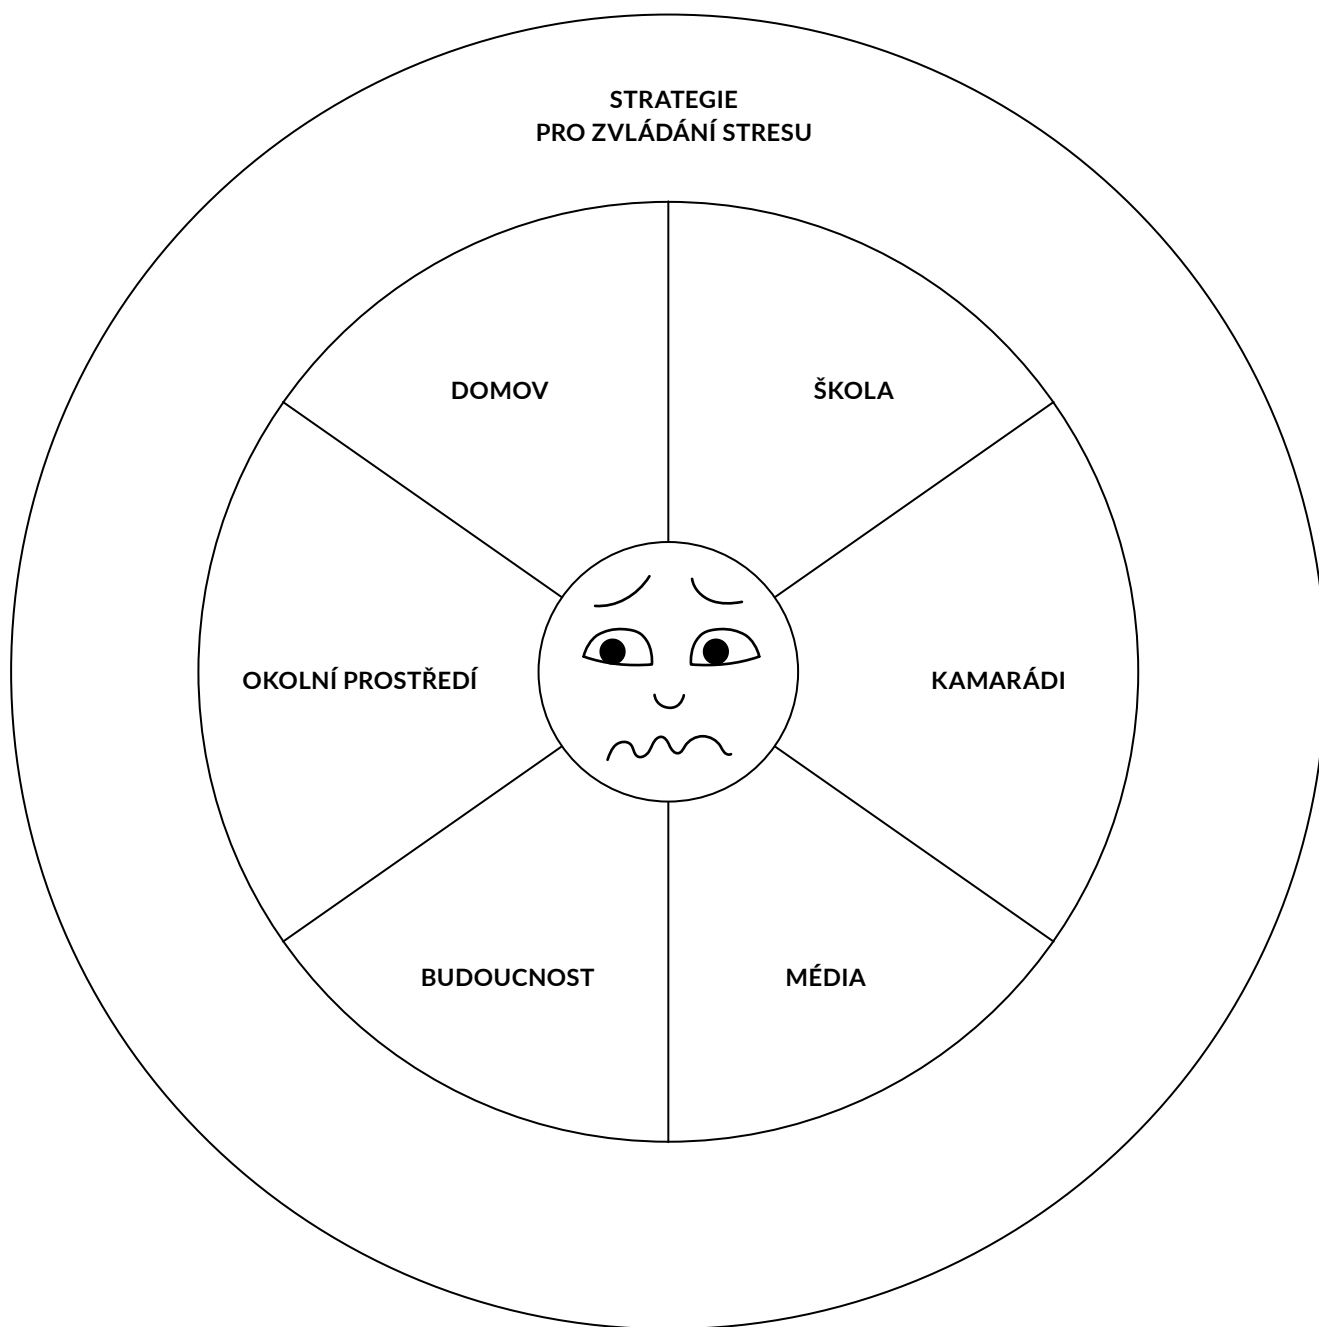 STRATEGIE
PRO ZVLÁDÁNÍ STRESU
DOMOV
ŠKOLA
OKOLNÍ PROSTŘEDÍ
KAMARÁDI
BUDOUCNOST
MÉDIA